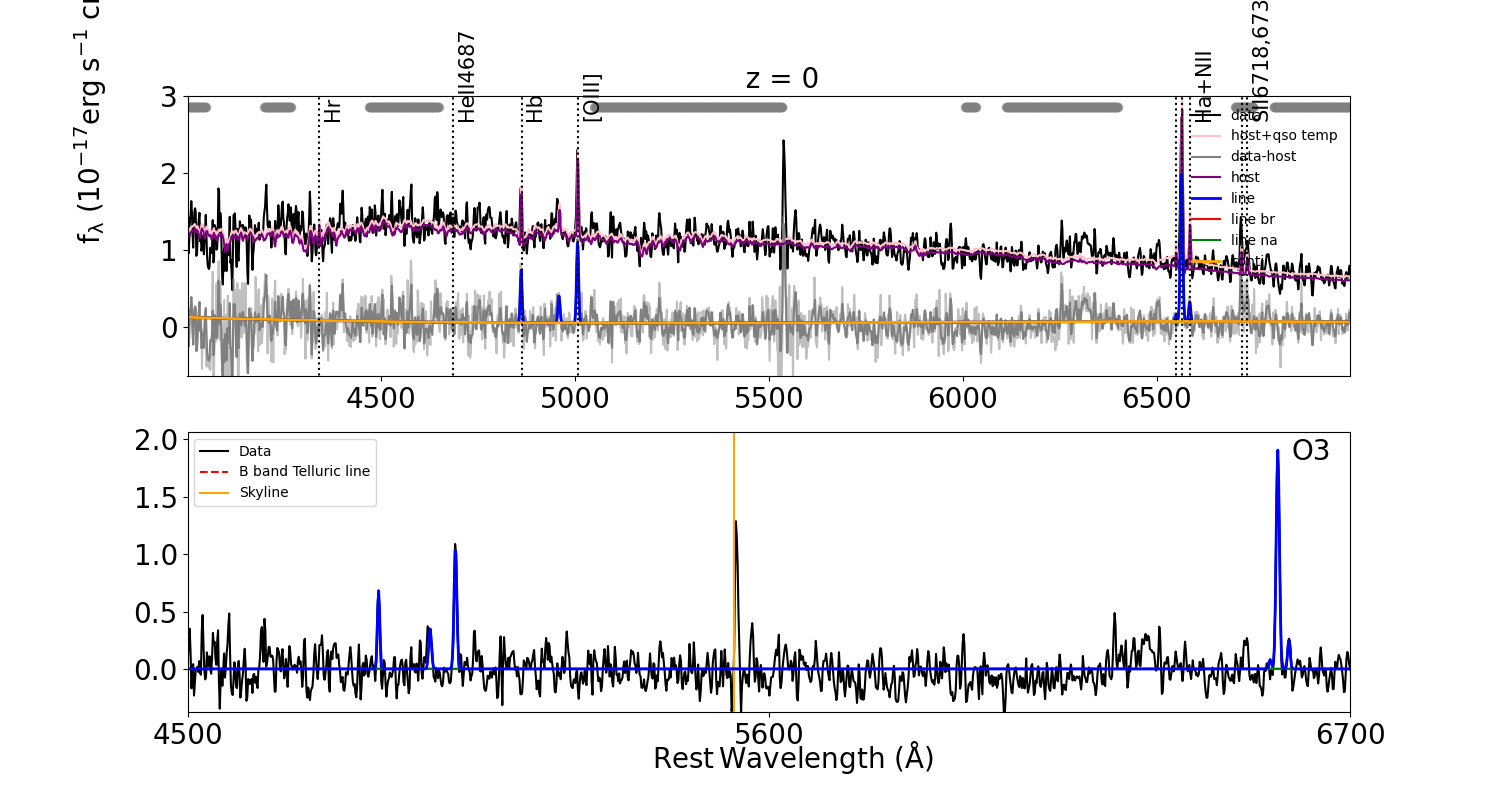 z = 0
Hr
HeII4687
Hb
[OIII]
Ha+NII
SII6718,673
f_λ (10^−17 erg s^−1 c
3
2
1
0
data
host+qso temp
data-host
host
line
line br
line na
4500
5000
5500
6000
6500
2.0
1.5
1.0
0.5
0.0
Data
B band Telluric line
Skyline
O3
4500
5600
6700
Rest Wavelength (Å)